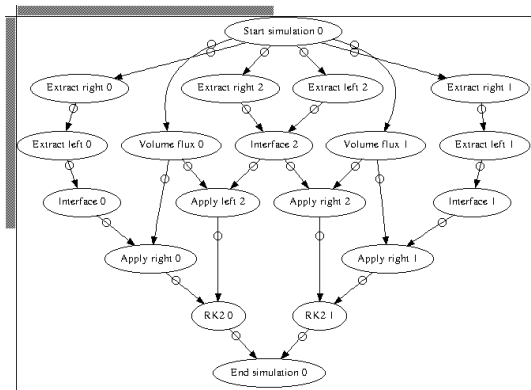 Start simulation 0
Extract right 0
Extract right 2
Extract left 2
Extract right 1
Extract left 0
Volume flux 0
Interface 2
Volume flux 1
Extract left 1
Interface 0
Apply left 2
Apply right 2
Interface 1
Apply right 0
Apply right 1
RK2 0
RK2 1
End simulation 0